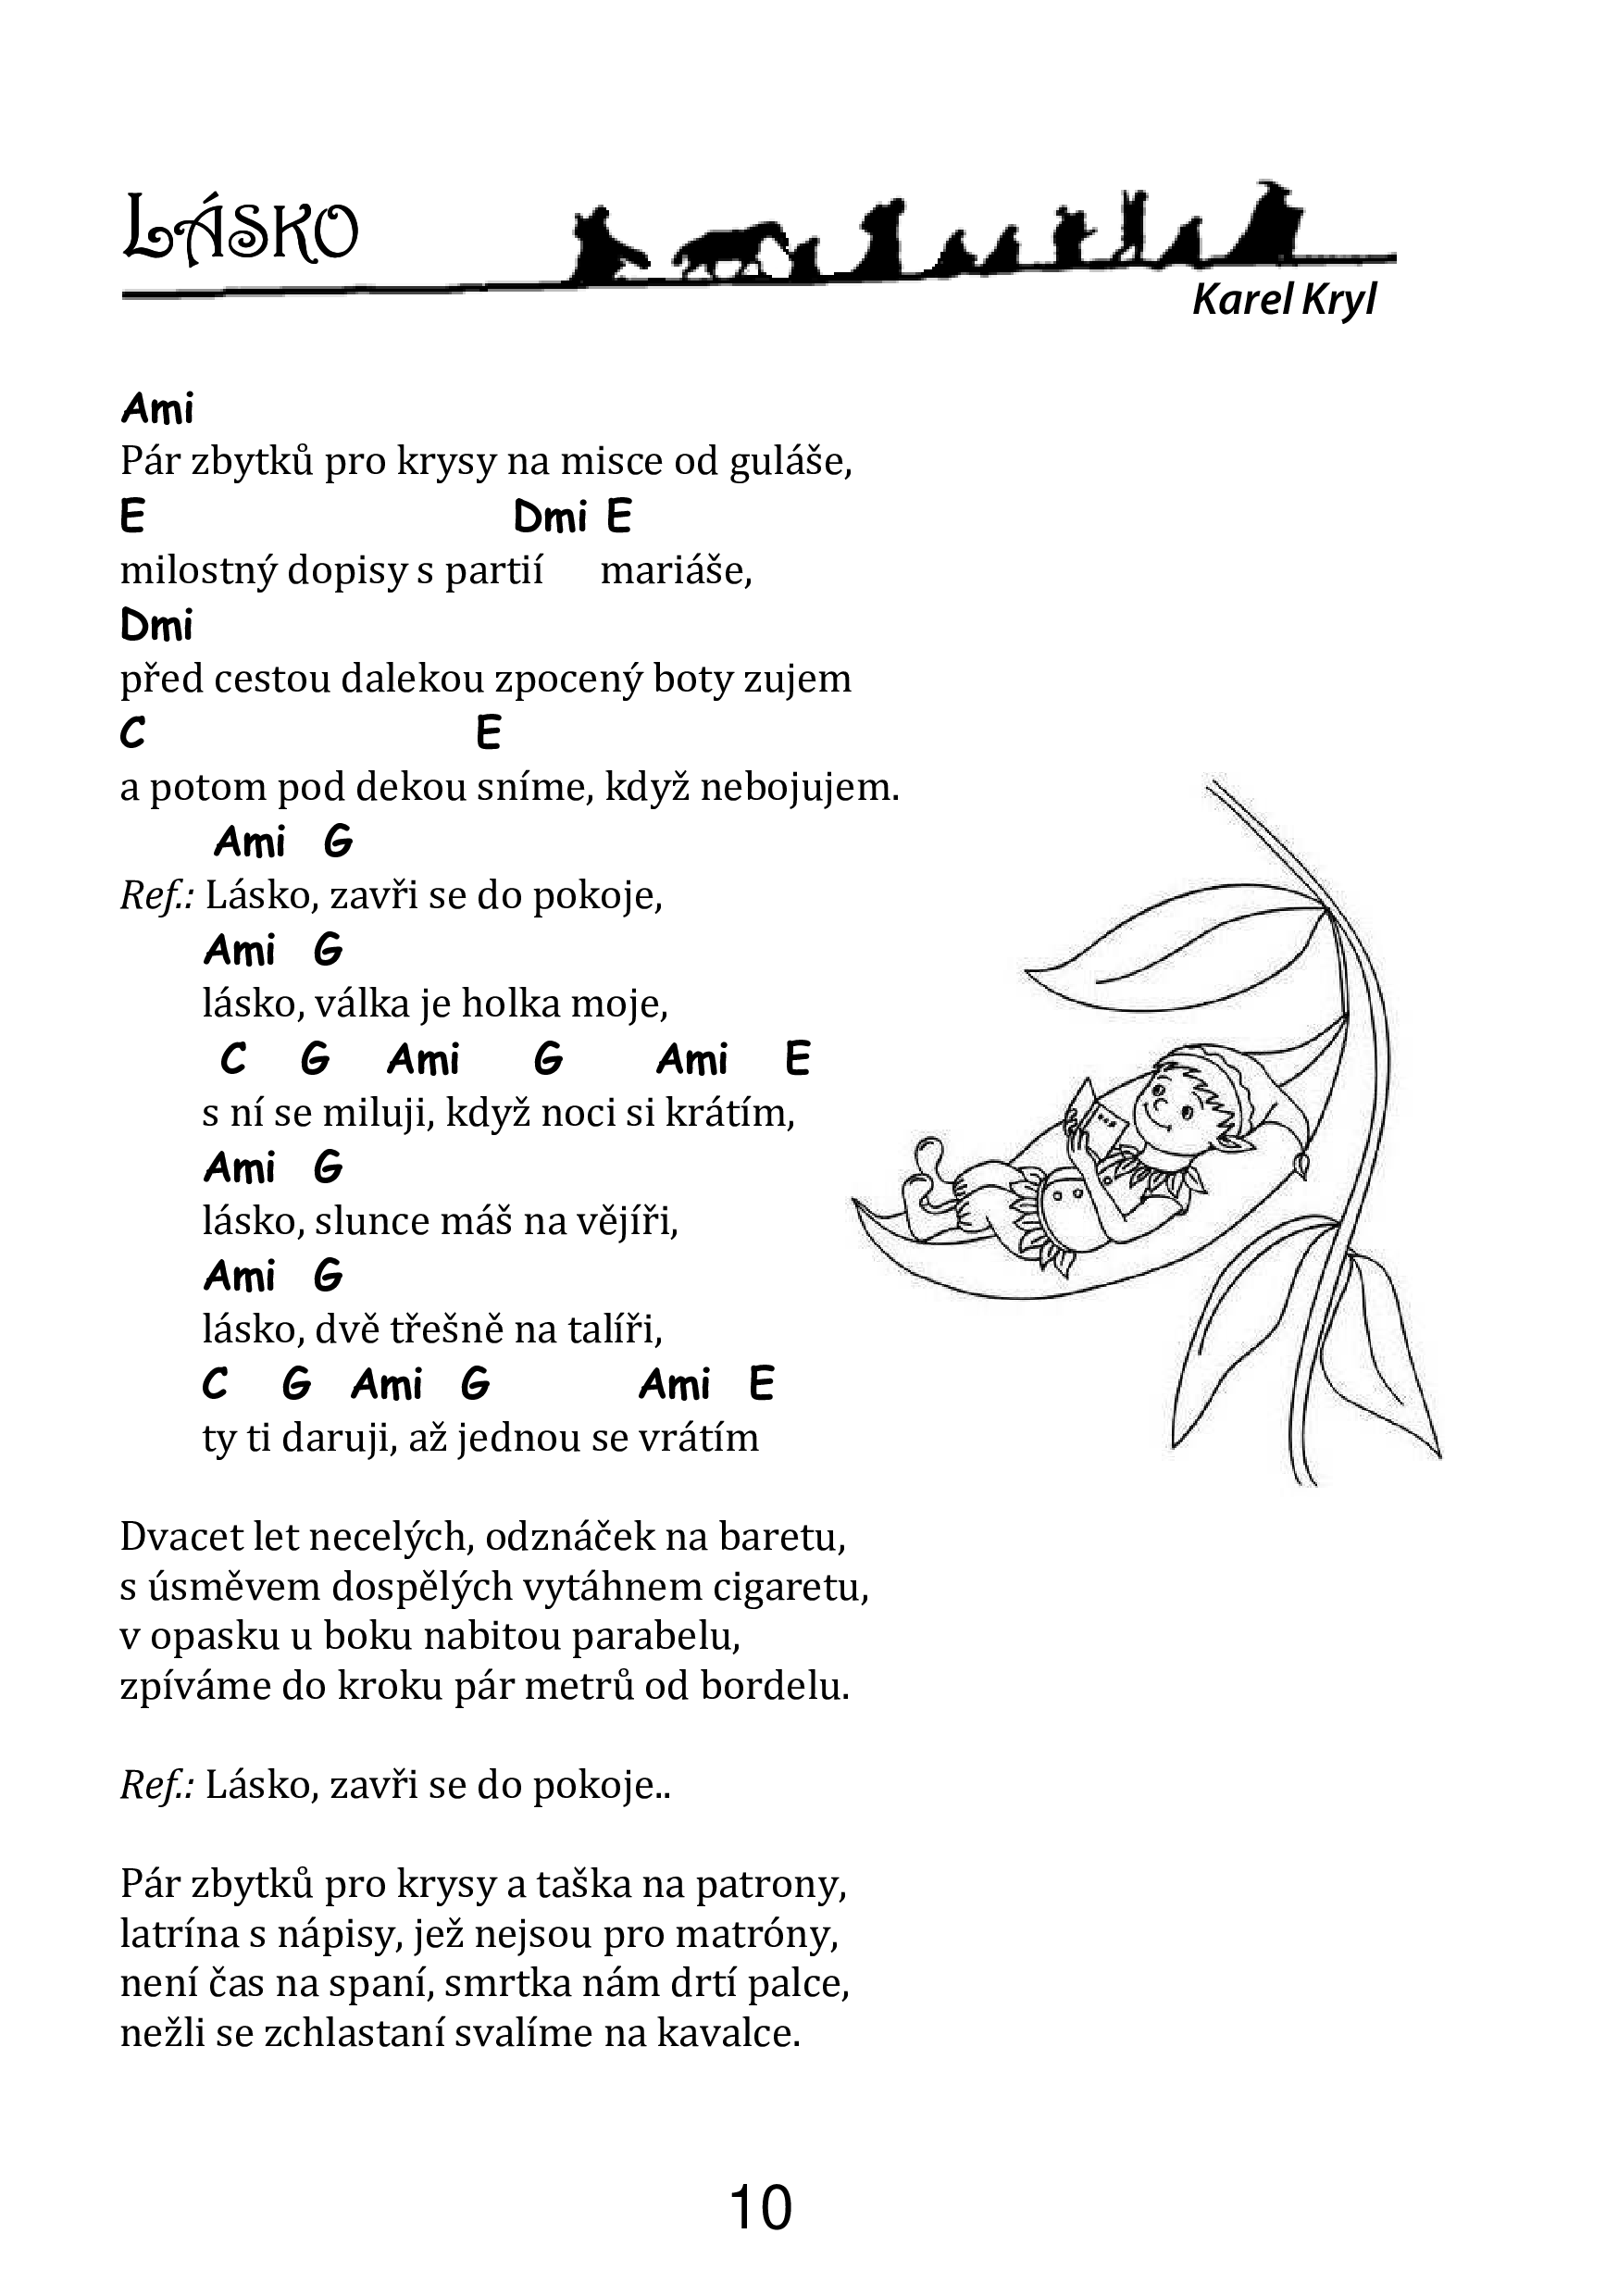 LÁSKO
Karel Kryl
Ami
Pár zbytků pro krysy na misce od guláše,
E Dmi E
milostný dopisy s partií mariáše,
Dmi
před cestou dalekou zpocený boty zujem
C E
a potom pod dekou sníme, když nebojujem.
Ami G
Ref.: Lásko, zavři se do pokoje,
Ami G
lásko, válka je holka moje,
C G Ami G Ami E
s ní se miluji, když noci si krátím,
Ami G
lásko, slunce máš na vějíři,
Ami G
lásko, dvě třešně na talíři,
C G Ami G Ami E
ty ti daruji, až jednou se vrátím
Dvacet let necelých, odznáček na baretu,
s úsměvem dospělých vytáhnem cigaretu,
v opasku u boku nabitou parabelu,
zpíváme do kroku pár metrů od bordelu.
Ref.: Lásko, zavři se do pokoje..
Pár zbytků pro krysy a taška na patrony,
latrína s nápisy, jež nejsou pro matróny,
není čas na spaní, smrtka nám drtí palce,
nežli se zchlastaní svalíme na kavalce.
10